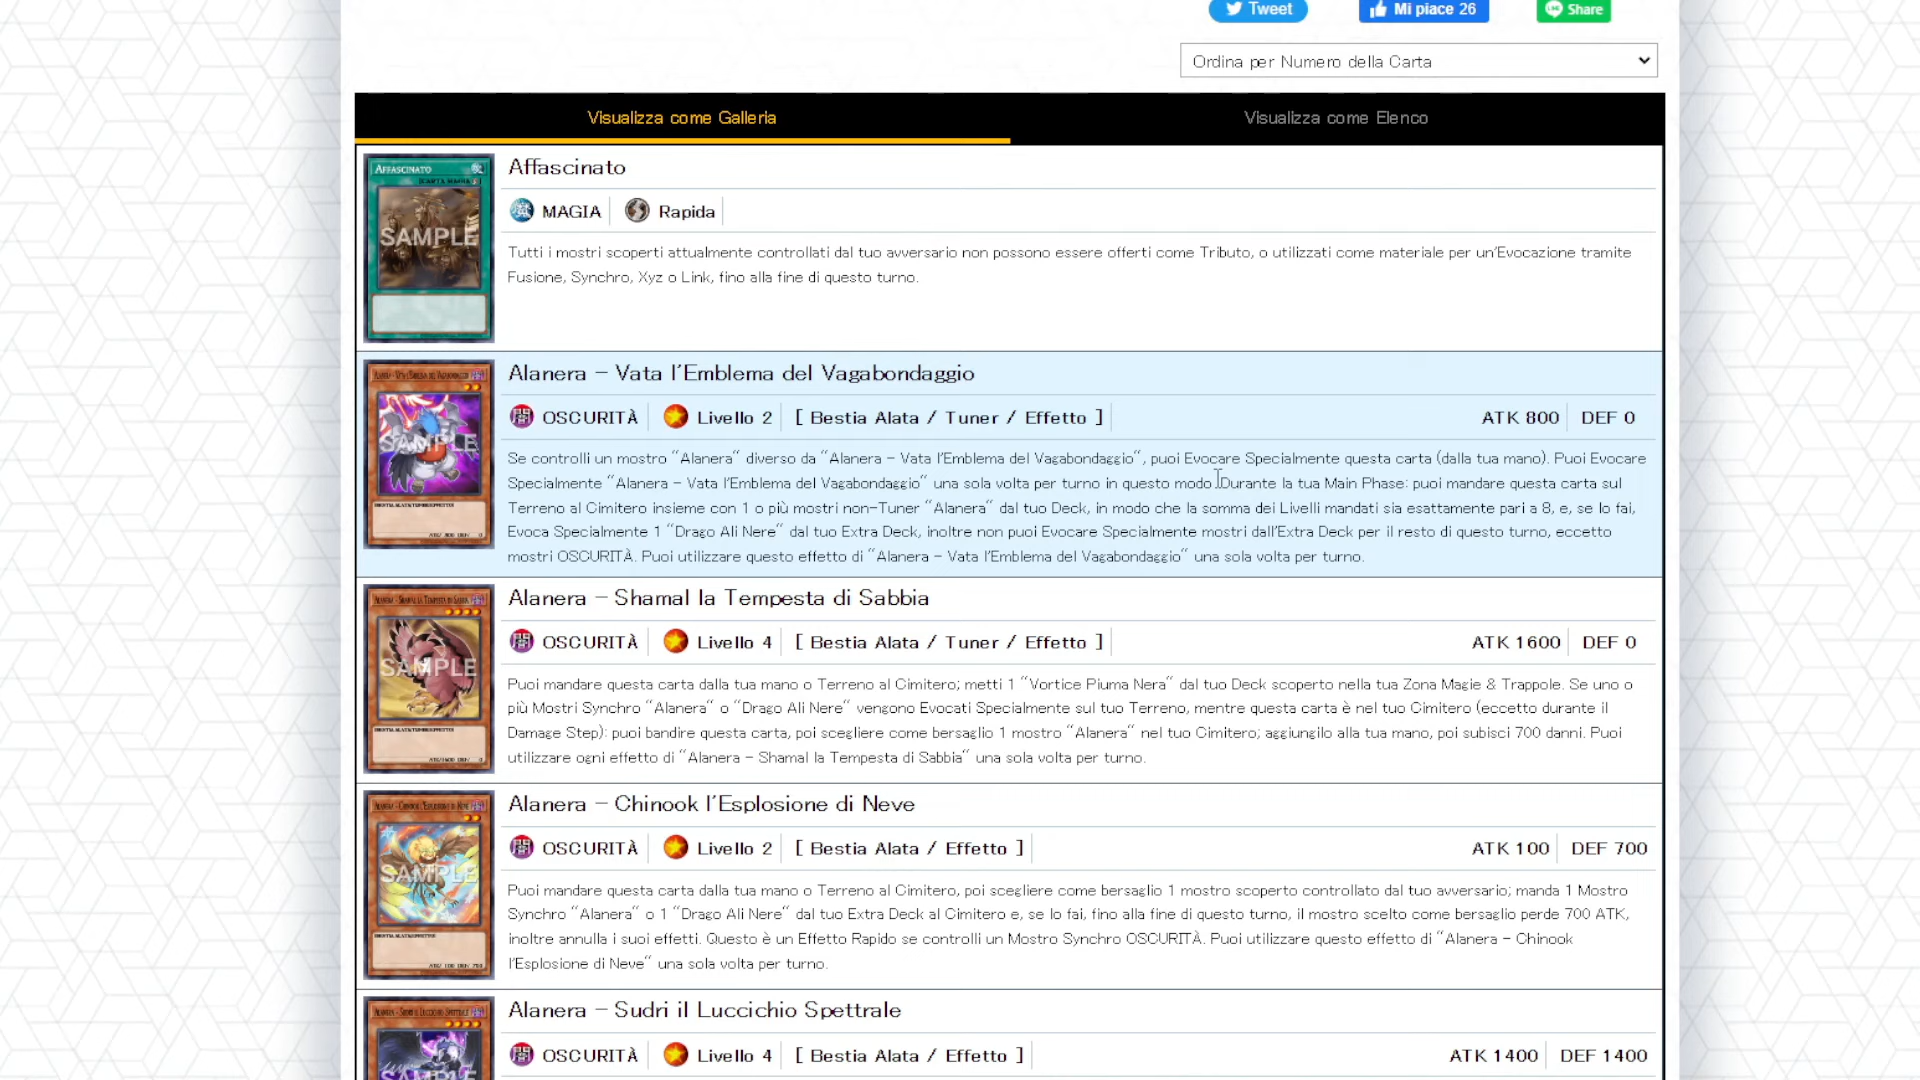 Tweet
Mi piace 26
Share
Ordina per Numero della Carta
Visualizza come Galleria
Visualizza come Elenco
AFFASCINATO
SAMPLE
Affascinato
MAGIA
Rapida
Tutti i mostri scoperti attualmente controllati dal tuo avversario non possono essere offerti come Tributo, o utilizzati come materiale per un'Evocazione tramite
Fusione, Synchro, Xyz o Link, fino alla fine di questo turno.
SAMPLE
Alanera - Vata l'Emblema del Vagabondaggio
闇 OSCURITÀ
Livello 2
[ Bestia Alata / Tuner / Effetto ]
ATK 800
DEF 0
Se controlli un mostro "Alanera" diverso da "Alanera - Vata l'Emblema del Vagabondaggio", puoi Evocare Specialmente questa carta (dalla tua mano). Puoi Evocare
Specialmente "Alanera - Vata l'Emblema del Vagabondaggio" una sola volta per turno in questo modo.Durante la tua Main Phase: puoi mandare questa carta sul
Terreno al Cimitero insieme con 1 o più mostri non-Tuner "Alanera" dal tuo Deck, in modo che la somma dei Livelli mandati sia esattamente pari a 8, e, se lo fai,
Evoca Specialmente 1 "Drago Ali Nere" dal tuo Extra Deck, inoltre non puoi Evocare Specialmente mostri dall'Extra Deck per il resto di questo turno, eccetto
mostri OSCURITÀ. Puoi utilizzare questo effetto di "Alanera - Vata l'Emblema del Vagabondaggio" una sola volta per turno.
SAMPLE
Alanera - Shamal la Tempesta di Sabbia
闇 OSCURITÀ
Livello 4
[ Bestia Alata / Tuner / Effetto ]
ATK 1600
DEF 0
Puoi mandare questa carta dalla tua mano o Terreno al Cimitero; metti 1 "Vortice Piuma Nera" dal tuo Deck scoperto nella tua Zona Magie & Trappole. Se uno o
più Mostri Synchro "Alanera" o "Drago Ali Nere" vengono Evocati Specialmente sul tuo Terreno, mentre questa carta è nel tuo Cimitero (eccetto durante il
Damage Step): puoi bandire questa carta, poi scegliere come bersaglio 1 mostro "Alanera" nel tuo Cimitero; aggiungilo alla tua mano, poi subisci 700 danni. Puoi
utilizzare ogni effetto di "Alanera - Shamal la Tempesta di Sabbia" una sola volta per turno.
SAMPLE
Alanera - Chinook l'Esplosione di Neve
闇 OSCURITÀ
Livello 2
[ Bestia Alata / Effetto ]
ATK 100
DEF 700
Puoi mandare questa carta dalla tua mano o Terreno al Cimitero, poi scegliere come bersaglio 1 mostro scoperto controllato dal tuo avversario; manda 1 Mostro
Synchro "Alanera" o 1 "Drago Ali Nere" dal tuo Extra Deck al Cimitero e, se lo fai, fino alla fine di questo turno, il mostro scelto come bersaglio perde 700 ATK,
inoltre annulla i suoi effetti. Questo è un Effetto Rapido se controlli un Mostro Synchro OSCURITÀ. Puoi utilizzare questo effetto di "Alanera - Chinook
l'Esplosione di Neve" una sola volta per turno.
SAMPLE
Alanera - Sudri il Luccichio Spettrale
闇 OSCURITÀ
Livello 4
[ Bestia Alata / Effetto ]
ATK 1400
DEF 1400